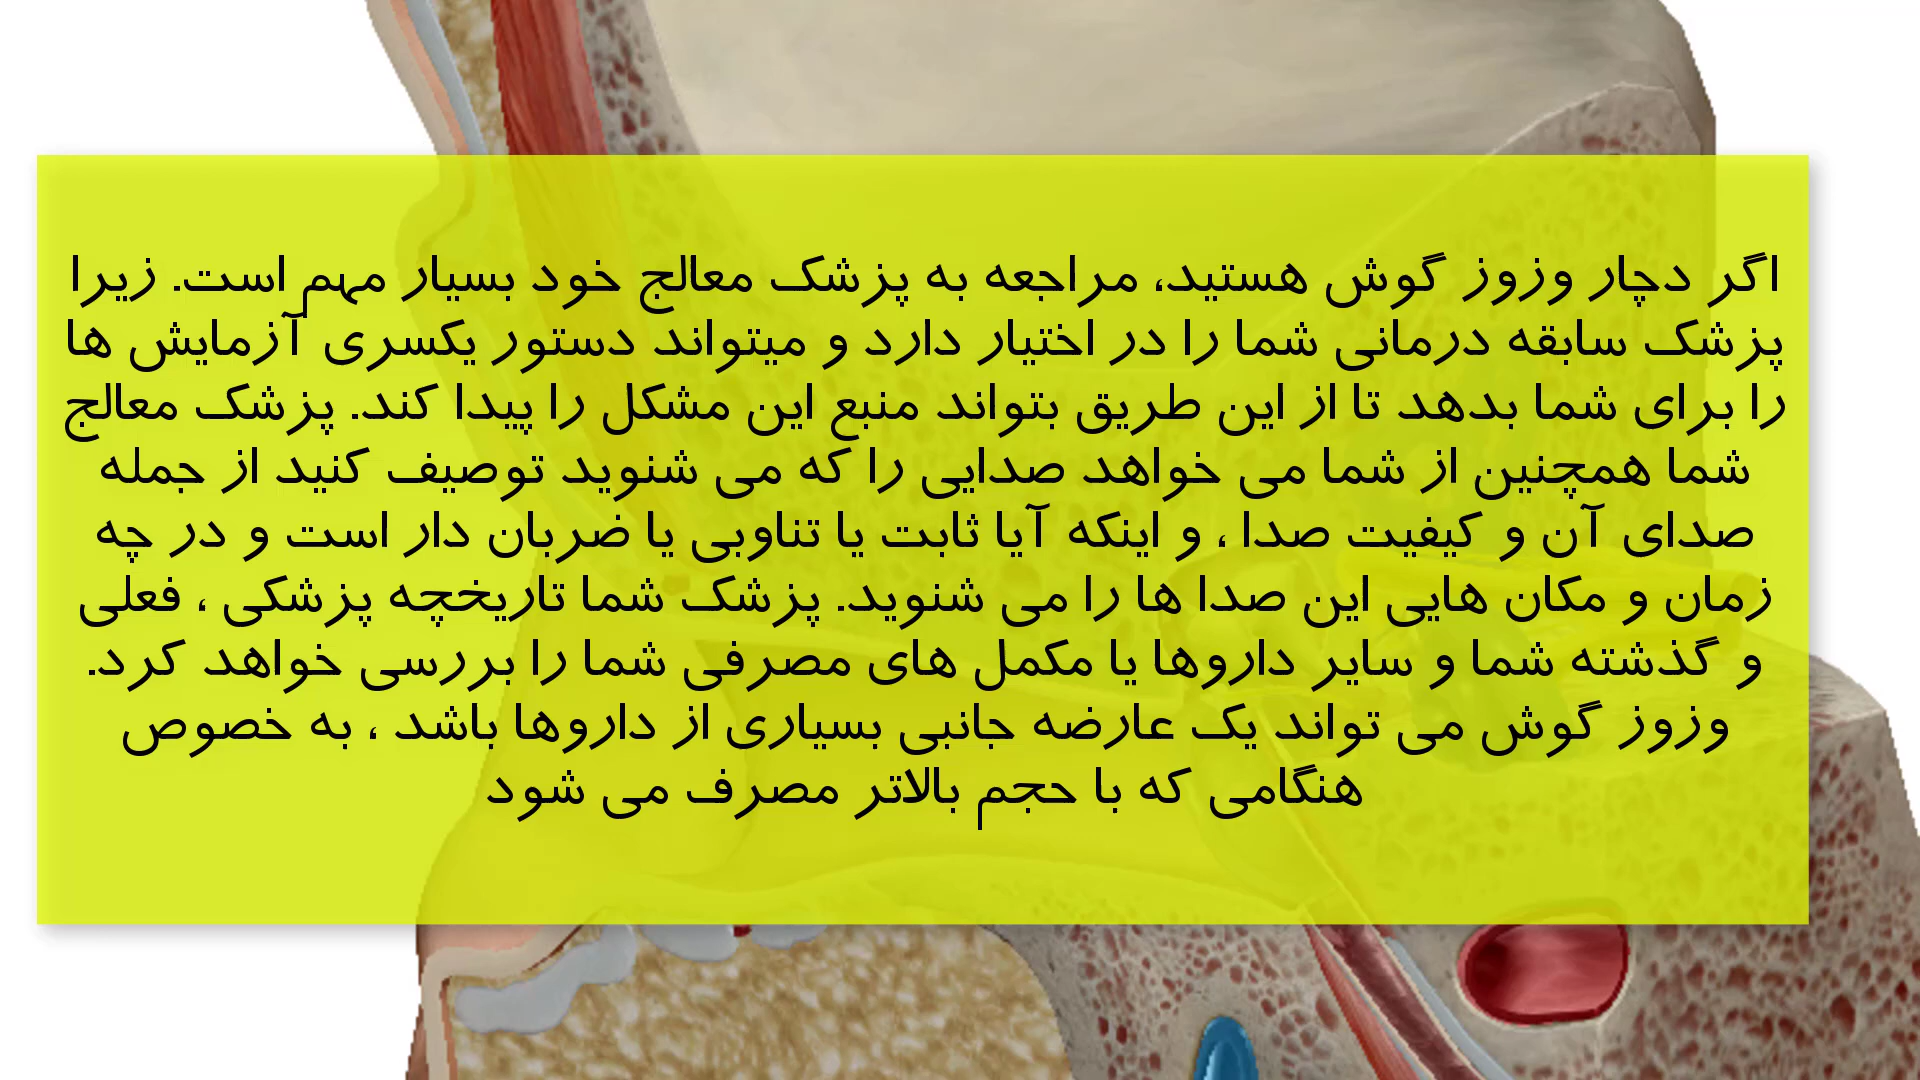 اگر دچار وزوز گوش هستید، مراجعه به پزشک معالج خود بسیار مهم است. زیرا
پزشک سابقه درمانی شما را در اختیار دارد و میتواند دستور یکسری آزمایش ها
را برای شما بدهد تا از این طریق بتواند منبع این مشکل را پیدا کند. پزشک معالج
شما همچنین از شما می خواهد صدایی را که می شنوید توصیف کنید از جمله
صدای آن و کیفیت صدا ، و اینکه آیا ثابت یا تناوبی یا ضربان دار است و در چه
زمان و مکان هایی این صدا ها را می شنوید. پزشک شما تاریخچه پزشکی ، فعلی
و گذشته شما و سایر داروها یا مکمل های مصرفی شما را بررسی خواهد کرد.
وزوز گوش می تواند یک عارضه جانبی بسیاری از داروها باشد ، به خصوص
هنگامی که با حجم بالاتر مصرف می شود